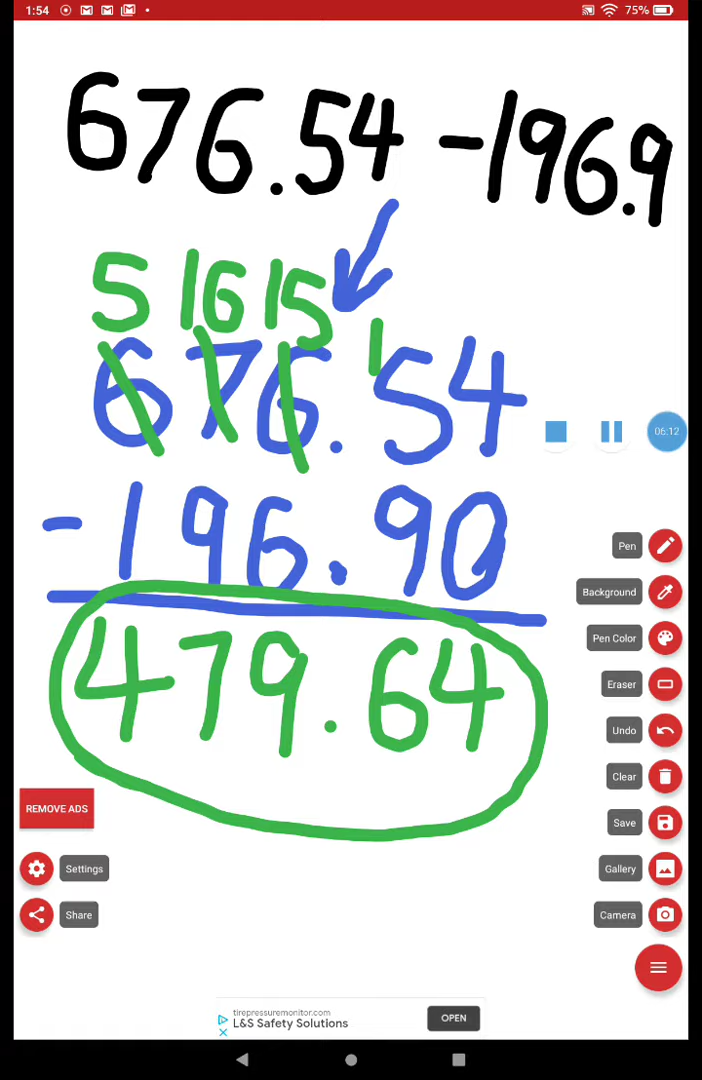 1:54
75%
676.54 -196.9
5 16 15 1
676.54
06:12
-196.90
479.64
Pen
Background
Pen Color
Eraser
Undo
Clear
Save
Gallery
Camera
REMOVE ADS
Settings
Share
tirepressuremonitor.com
L&S Safety Solutions
OPEN